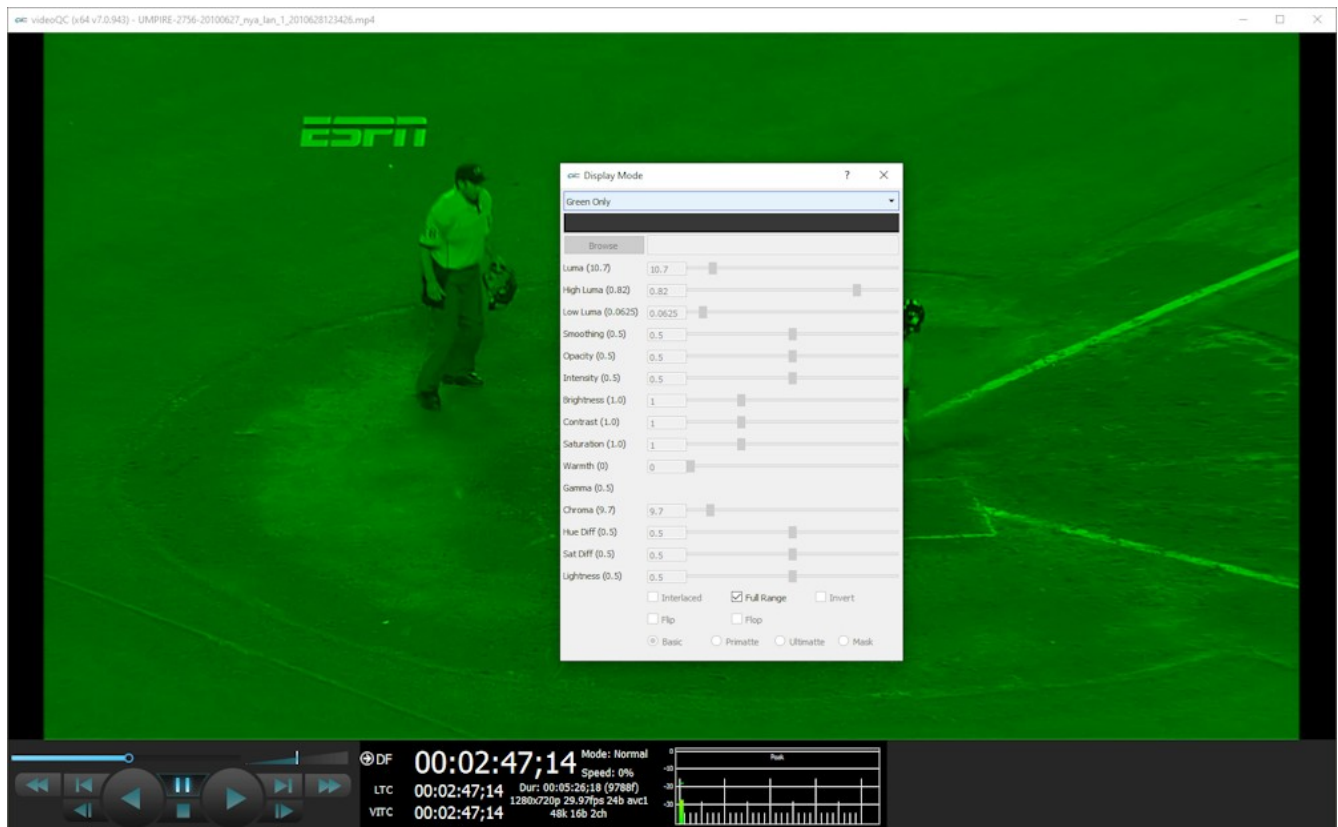 videoQC (x64 v7.0.943) - UMPIRE-2756-20100627_nya_lan_1_2010628123426.mp4
ESPN
Display Mode
Green Only
Browse
Luma (10.7) 10.7
High Luma (0.82) 0.82
Low Luma (0.0625) 0.0625
Smoothing (0.5) 0.5
Opacity (0.5) 0.5
Intensity (0.5) 0.5
Brightness (1.0) 1
Contrast (1.0) 1
Saturation (1.0) 1
Warmth (0) 0
Gamma (0.5)
Chroma (9.7) 9.7
Hue Diff (0.5) 0.5
Sat Diff (0.5) 0.5
Lightness (0.5) 0.5
Interlaced Full Range Invert
Flip Flop
Basic Primatte Ultimatte Mask
DF 00:02:47;14 Mode: Normal
Speed: 0%
LTC 00:02:47;14 Dur: 00:05:26;18 (9788f)
1280x720p 29.97fps 24b avc1
VITC 00:02:47;14 48k 16b 2ch
Peak
0
-10
-20
-30